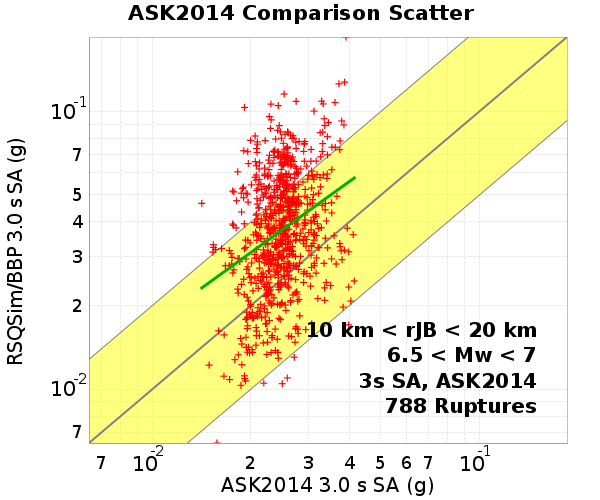 ASK2014 Comparison Scatter
RSQSim/BBP 3.0 s SA (g)
10-1
7
5
4
3
2
10-2
7
10 km < rJB < 20 km
6.5 < Mw < 7
3s SA, ASK2014
788 Ruptures
7 10-2 2 3 4 5 6 7 10-1
ASK2014 3.0 s SA (g)